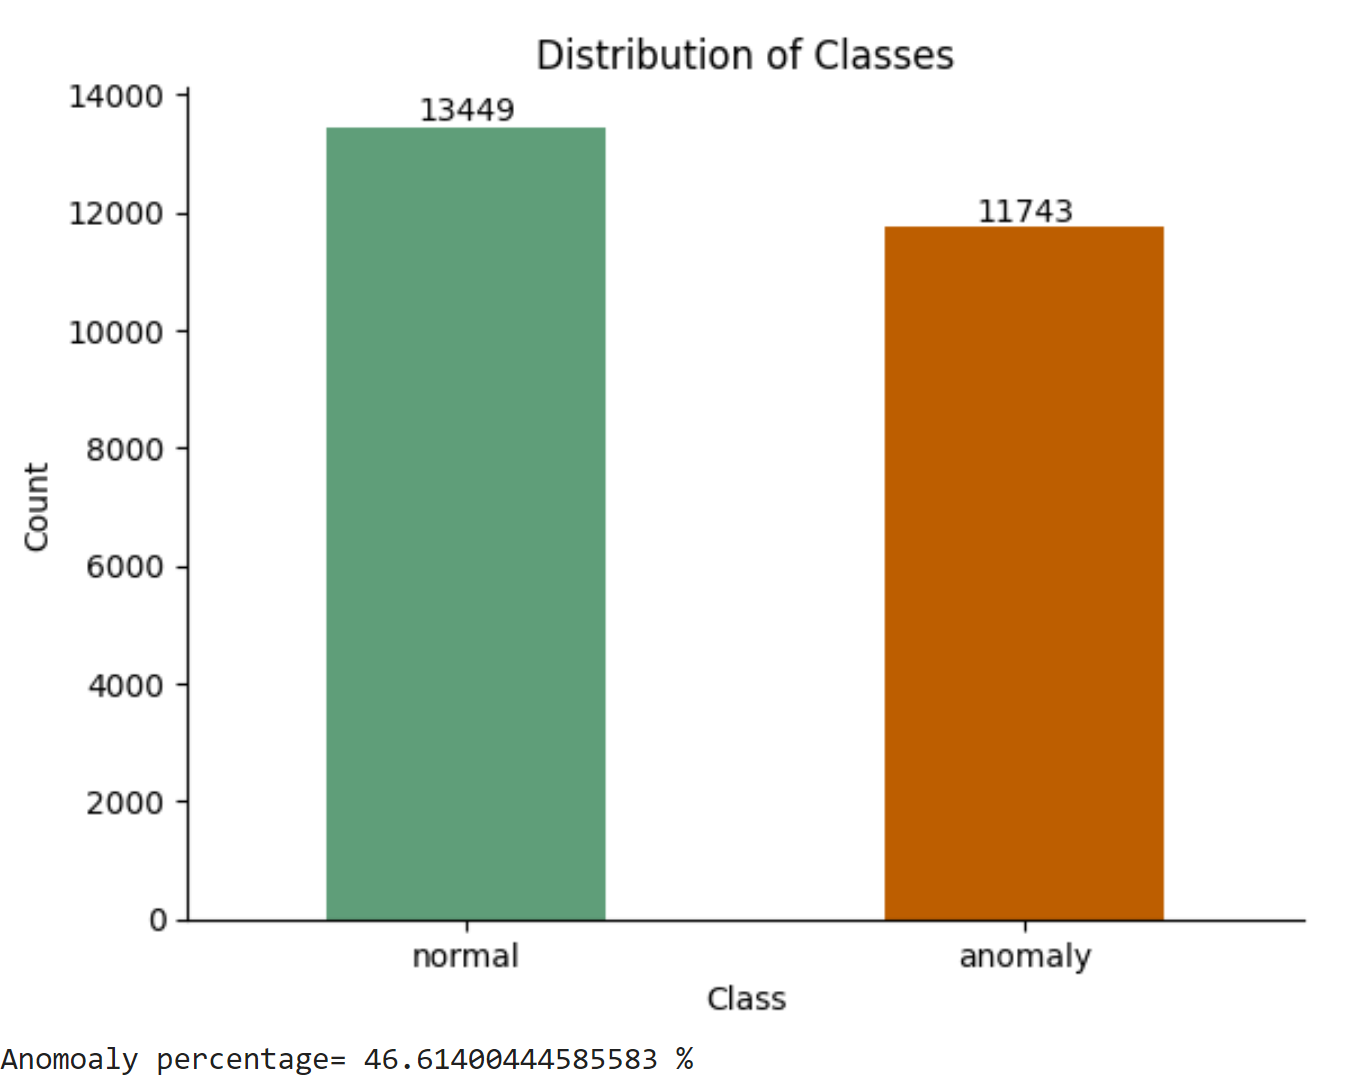 Distribution of Classes
14000
13449
12000
11743
10000
8000
Count
6000
4000
2000
0
normal
anomaly
Class
Anomoaly percentage= 46.61400444585583 %